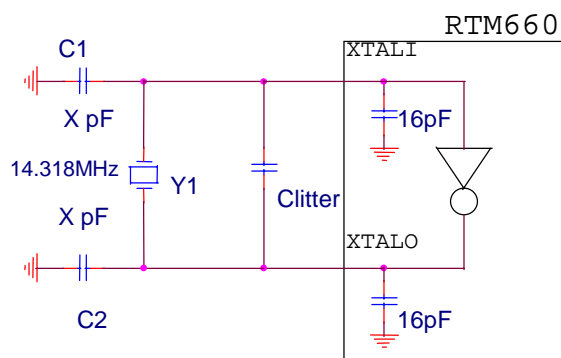 RTM660
C1
XTALI
X pF
16pF
14.318MHz
Y1
Clitter
X pF
XTALO
C2
16pF